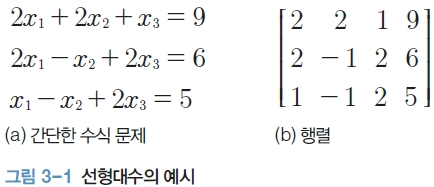 2x₁ + 2x₂ + x₃ = 9
2x₁ − x₂ + 2x₃ = 6
x₁ − x₂ + 2x₃ = 5
(a) 간단한 수식 문제
2 2 1 9
2 −1 2 6
1 −1 2 5
(b) 행렬
그림 3-1 선형대수의 예시